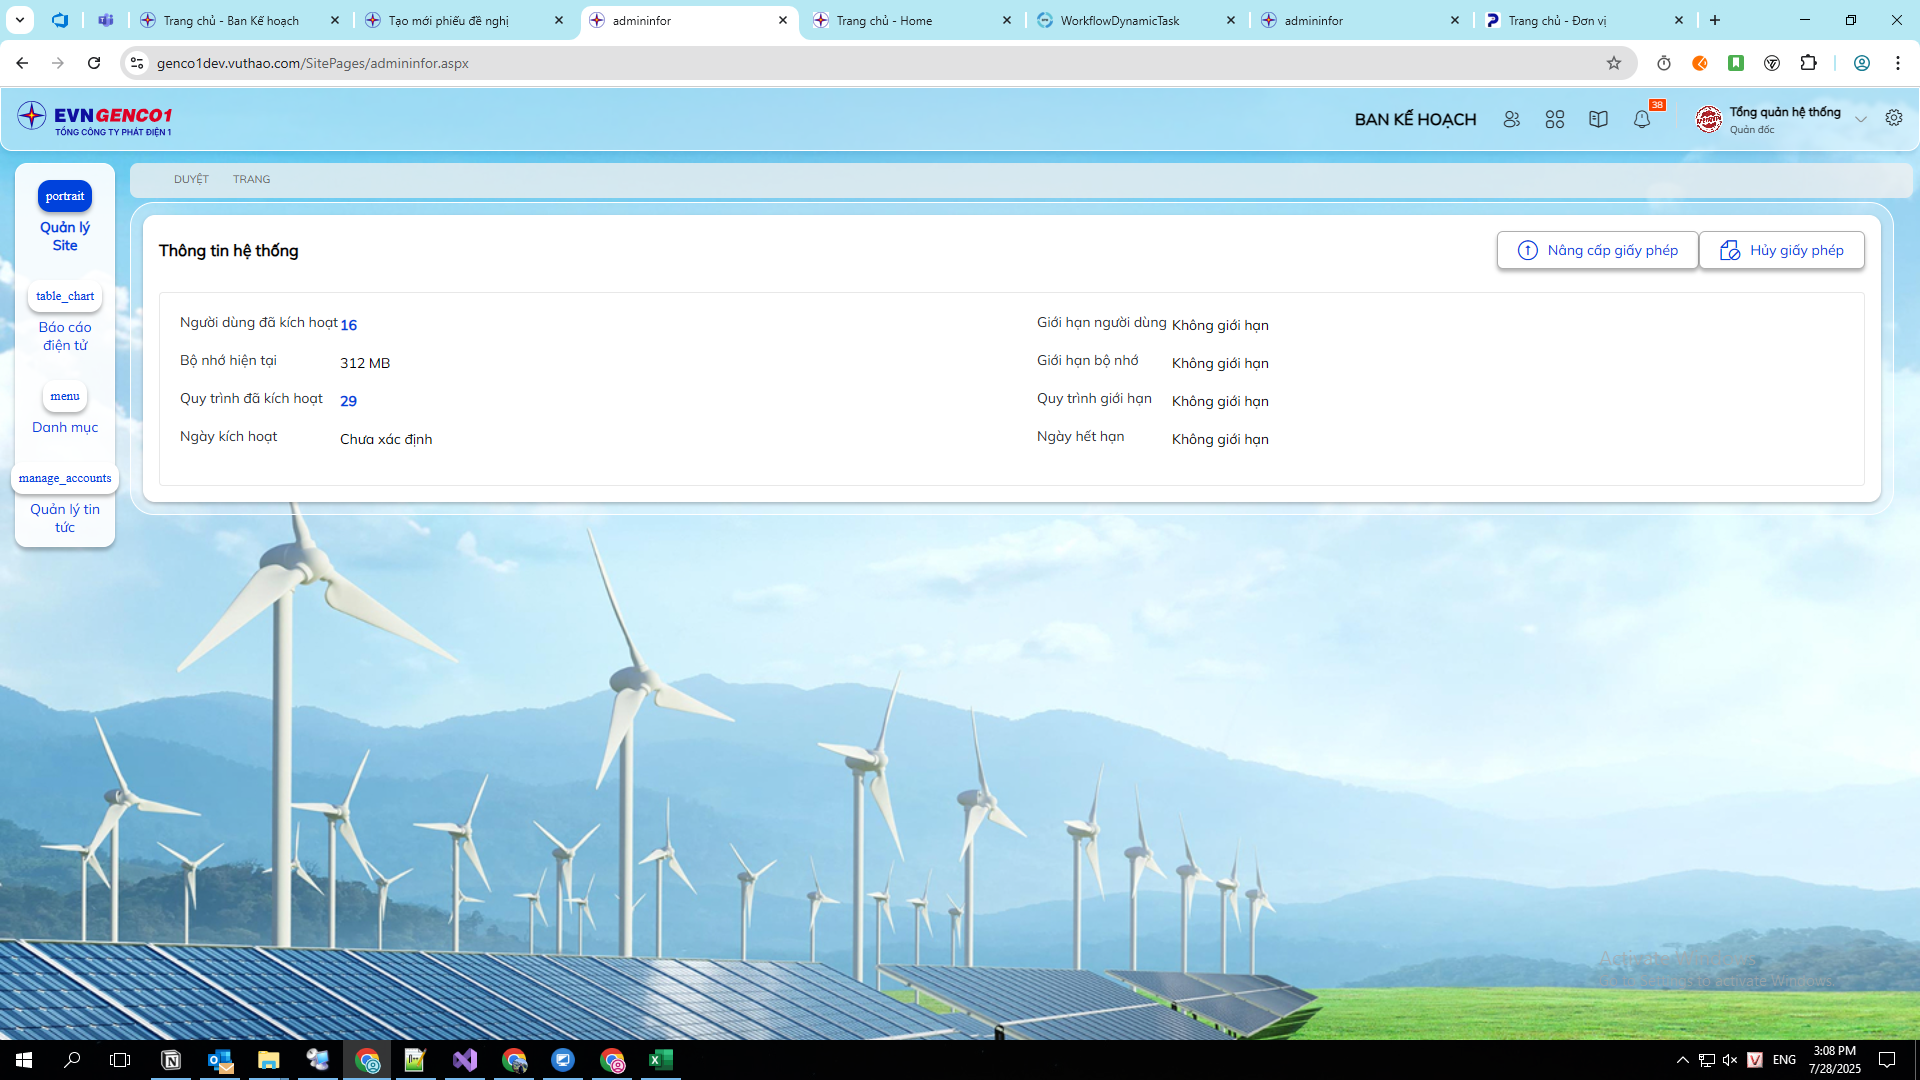 Trang chủ - Ban Kế hoạch
Tạo mới phiếu đề nghị
admininfor
Trang chủ - Home
WorkflowDynamicTask
admininfor
Trang chủ - Đơn vị
genco1dev.vuthao.com/SitePages/admininfor.aspx
EVNGENCO1
TỔNG CÔNG TY PHÁT ĐIỆN 1
BAN KẾ HOẠCH
38
Tổng quản hệ thống
Quản đốc
portrait
Quản lý
Site
table_chart
Báo cáo
điện tử
menu
Danh mục
manage_accounts
Quản lý tin
tức
DUYỆT
TRANG
Thông tin hệ thống
Nâng cấp giấy phép
Hủy giấy phép
Người dùng đã kích hoạt 16
Giới hạn người dùng Không giới hạn
Bộ nhớ hiện tại 312 MB
Giới hạn bộ nhớ Không giới hạn
Quy trình đã kích hoạt 29
Quy trình giới hạn Không giới hạn
Ngày kích hoạt Chưa xác định
Ngày hết hạn Không giới hạn
Activate Windows
Go to Settings to activate Windows.
ENG
3:08 PM
7/28/2025